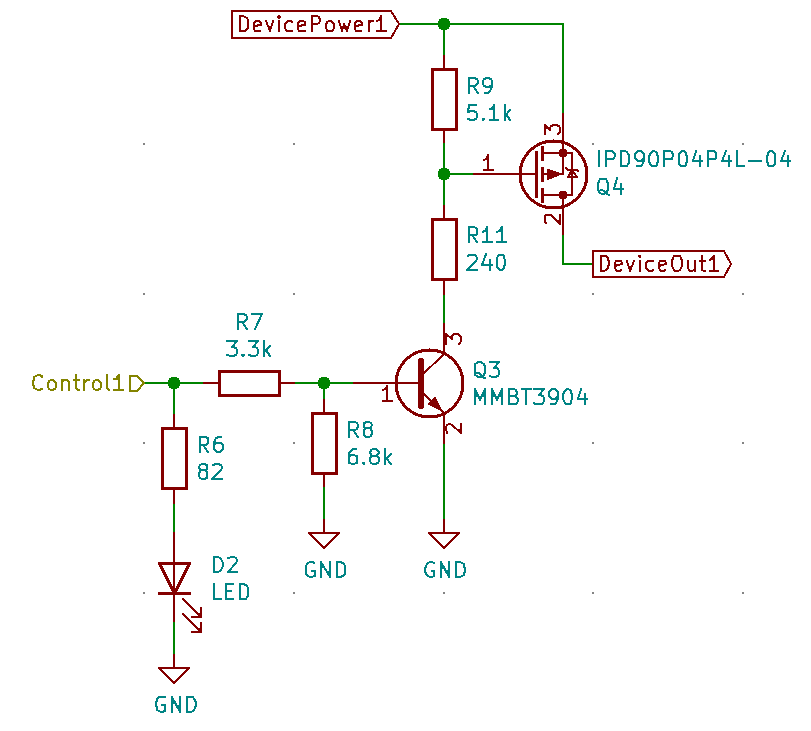 DevicePower1
R9
5.1k
3
1
IPD90P04P4L-04
Q4
2
R11
240
DeviceOut1
R7
3.3k
3
Control1
Q3
1
MMBT3904
2
R8
6.8k
R6
82
D2
LED
GND
GND
GND